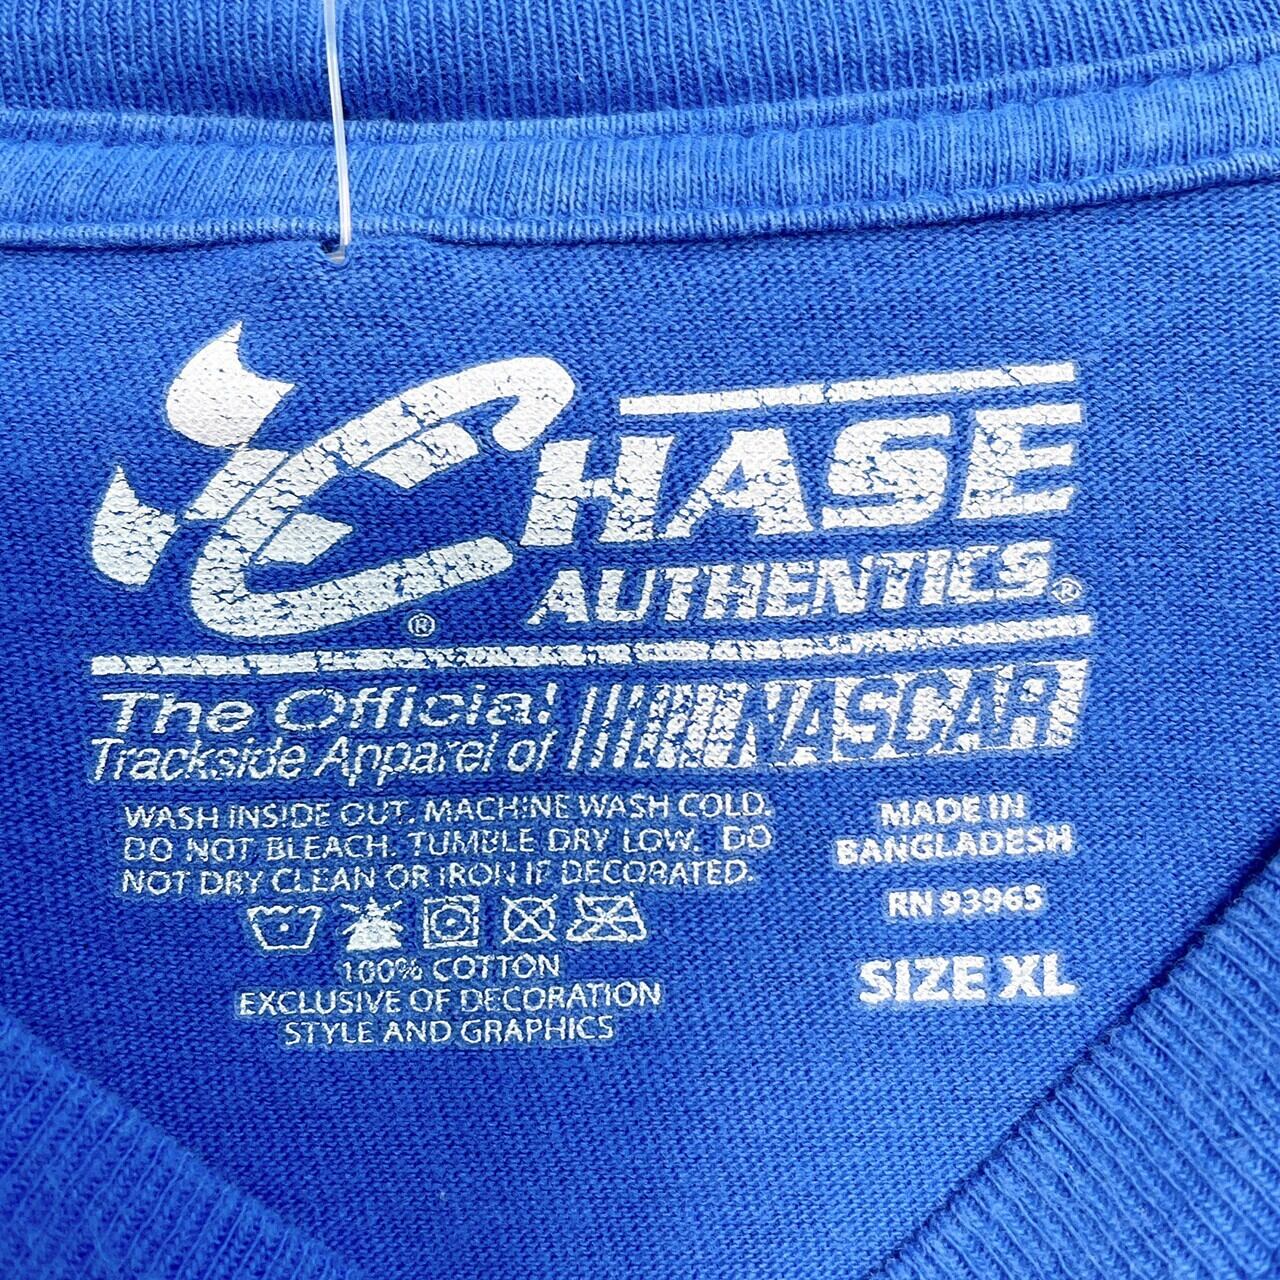 CHASE
AUTHENTICS®
®
The Official
Trackside Apparel of NASCAR
WASH INSIDE OUT. MACHINE WASH COLD.
DO NOT BLEACH. TUMBLE DRY LOW. DO
NOT DRY CLEAN OR IRON IF DECORATED.
100% COTTON
EXCLUSIVE OF DECORATION
STYLE AND GRAPHICS
MADE IN
BANGLADESH
RN 93965
SIZE XL